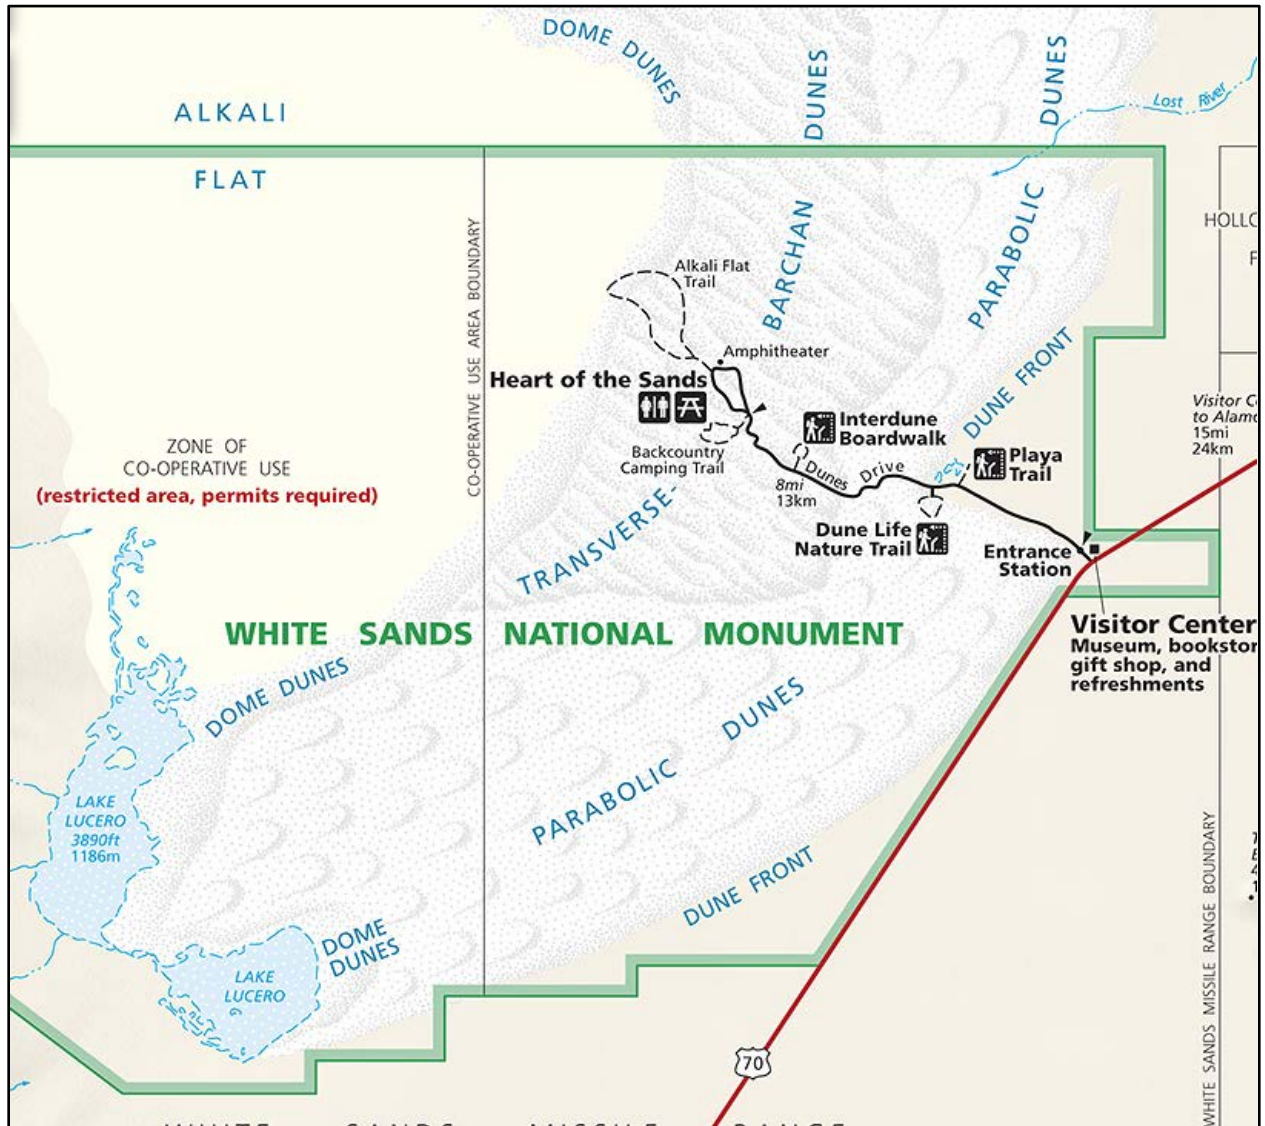 DOME DUNES
DUNES
DUNES
Lost River
ALKALI
FLAT
BARCHAN
PARABOLIC
CO-OPERATIVE USE AREA BOUNDARY
Alkali Flat
Trail
Amphitheater
Heart of the Sands
DUNE FRONT
Interdune
Boardwalk
Playa
Trail
Backcountry
Camping Trail
Dunes Drive
8mi
13km
Dune Life
Nature Trail
Entrance
Station
to
15mi
24km
Visitor
ZONE OF
CO-OPERATIVE USE
(restricted area, permits required)
TRANSVERSE-
WHITE SANDS NATIONAL MONUMENT
Visitor Center
Museum,
gift shop, and
refreshments
DOME DUNES
PARABOLIC DUNES
DUNE FRONT
LAKE
LUCERO
3890ft
1186m
DOME
DUNES
LAKE
LUCERO
70
WHITE SANDS MISSILE RANGE BOUNDARY
WHITE SANDS MISSILE RANGE